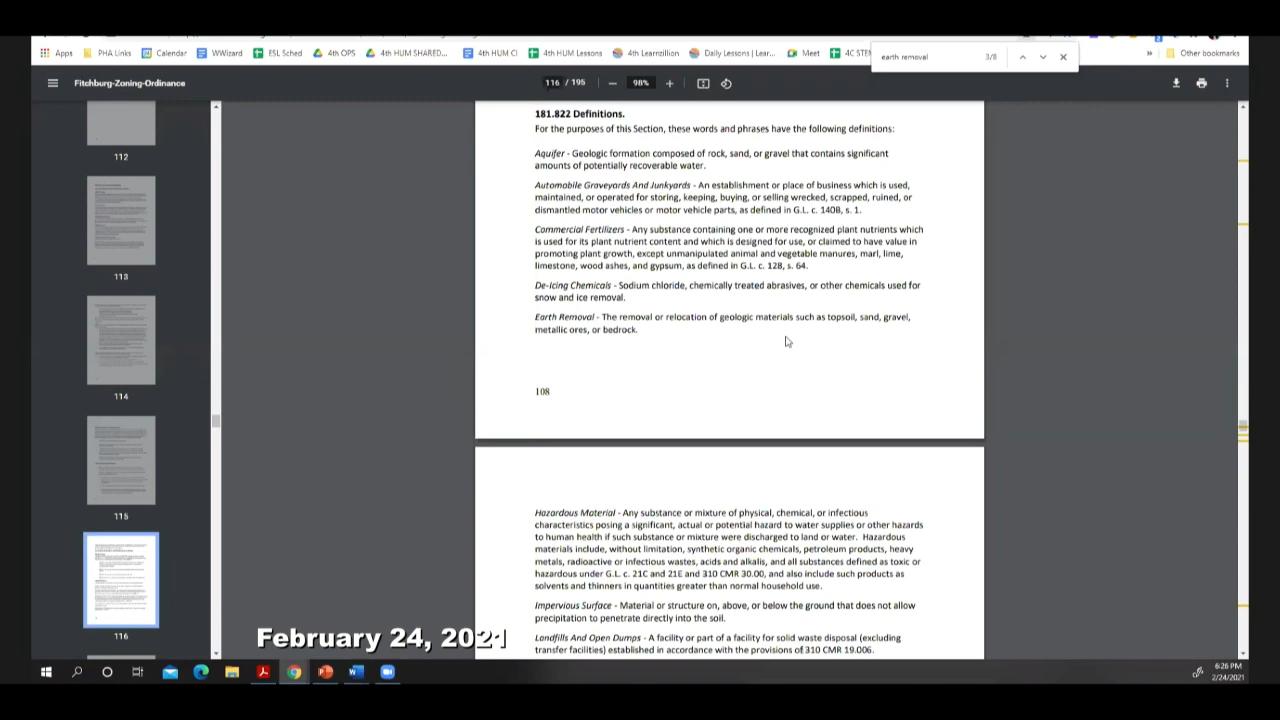 Apps PHA Links Calendar WWizard ESL Sched 4th OPS 4th HUM SHARED... 4th HUM Cl 4th HUM Lessons 4th Learnzillion Daily Lessons | Lear... Meet 4C STEM » Other bookmarks
earth removal 3/8
Fitchburg-Zoning-Ordinance 116 / 195 — 98% +
112
113
114
115
116
181.822 Definitions.
For the purposes of this Section, these words and phrases have the following definitions:
Aquifer - Geologic formation composed of rock, sand, or gravel that contains significant
amounts of potentially recoverable water.
Automobile Graveyards And Junkyards - An establishment or place of business which is used,
maintained, or operated for storing, keeping, buying, or selling wrecked, scrapped, ruined, or
dismantled motor vehicles or motor vehicle parts, as defined in G.L. c. 140B, s. 1.
Commercial Fertilizers - Any substance containing one or more recognized plant nutrients which
is used for its plant nutrient content and which is designed for use, or claimed to have value in
promoting plant growth, except unmanipulated animal and vegetable manures, marl, lime,
limestone, wood ashes, and gypsum, as defined in G.L. c. 128, s. 64.
De-Icing Chemicals - Sodium chloride, chemically treated abrasives, or other chemicals used for
snow and ice removal.
Earth Removal - The removal or relocation of geologic materials such as topsoil, sand, gravel,
metallic ores, or bedrock.
108
Hazardous Material - Any substance or mixture of physical, chemical, or infectious
characteristics posing a significant, actual or potential hazard to water supplies or other hazards
to human health if such substance or mixture were discharged to land or water. Hazardous
materials include, without limitation, synthetic organic chemicals, petroleum products, heavy
metals, radioactive or infectious wastes, acids and alkalis, and all substances defined as toxic or
hazardous under G.L. c. 21C and 21E and 310 CMR 30.00, and also include such products as
solvents and thinners in quantities greater than normal household use.
Impervious Surface - Material or structure on, above, or below the ground that does not allow
precipitation to penetrate directly into the soil.
Landfills And Open Dumps - A facility or part of a facility for solid waste disposal (excluding
transfer facilities) established in accordance with the provisions of 310 CMR 19.006.
February 24, 2021
6:26 PM
2/24/2021